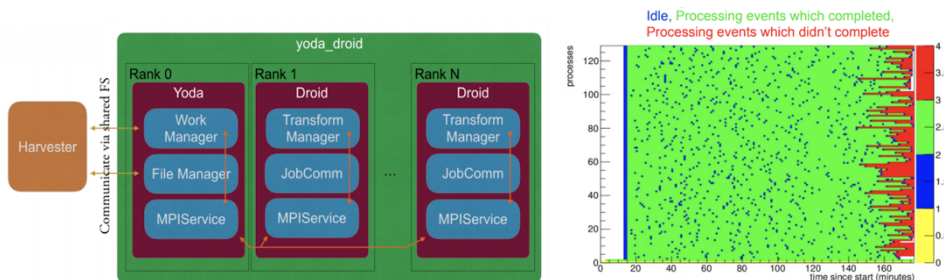 yoda_droid
Rank 0
Rank 1
Rank N
Yoda
Droid
Droid
Harvester
Communicate via shared FS
Work
Manager
File Manager
MPIService
Transform
Manager
JobComm
MPIService
...
Transform
Manager
JobComm
MPIService
Idle, Processing events which completed,
Processing events which didn't complete
processes
120
100
80
60
40
20
0
0 20 40 60 80 100 120 140 160
time since start (minutes)
4
3.
3
2.
2
1.
1
0.